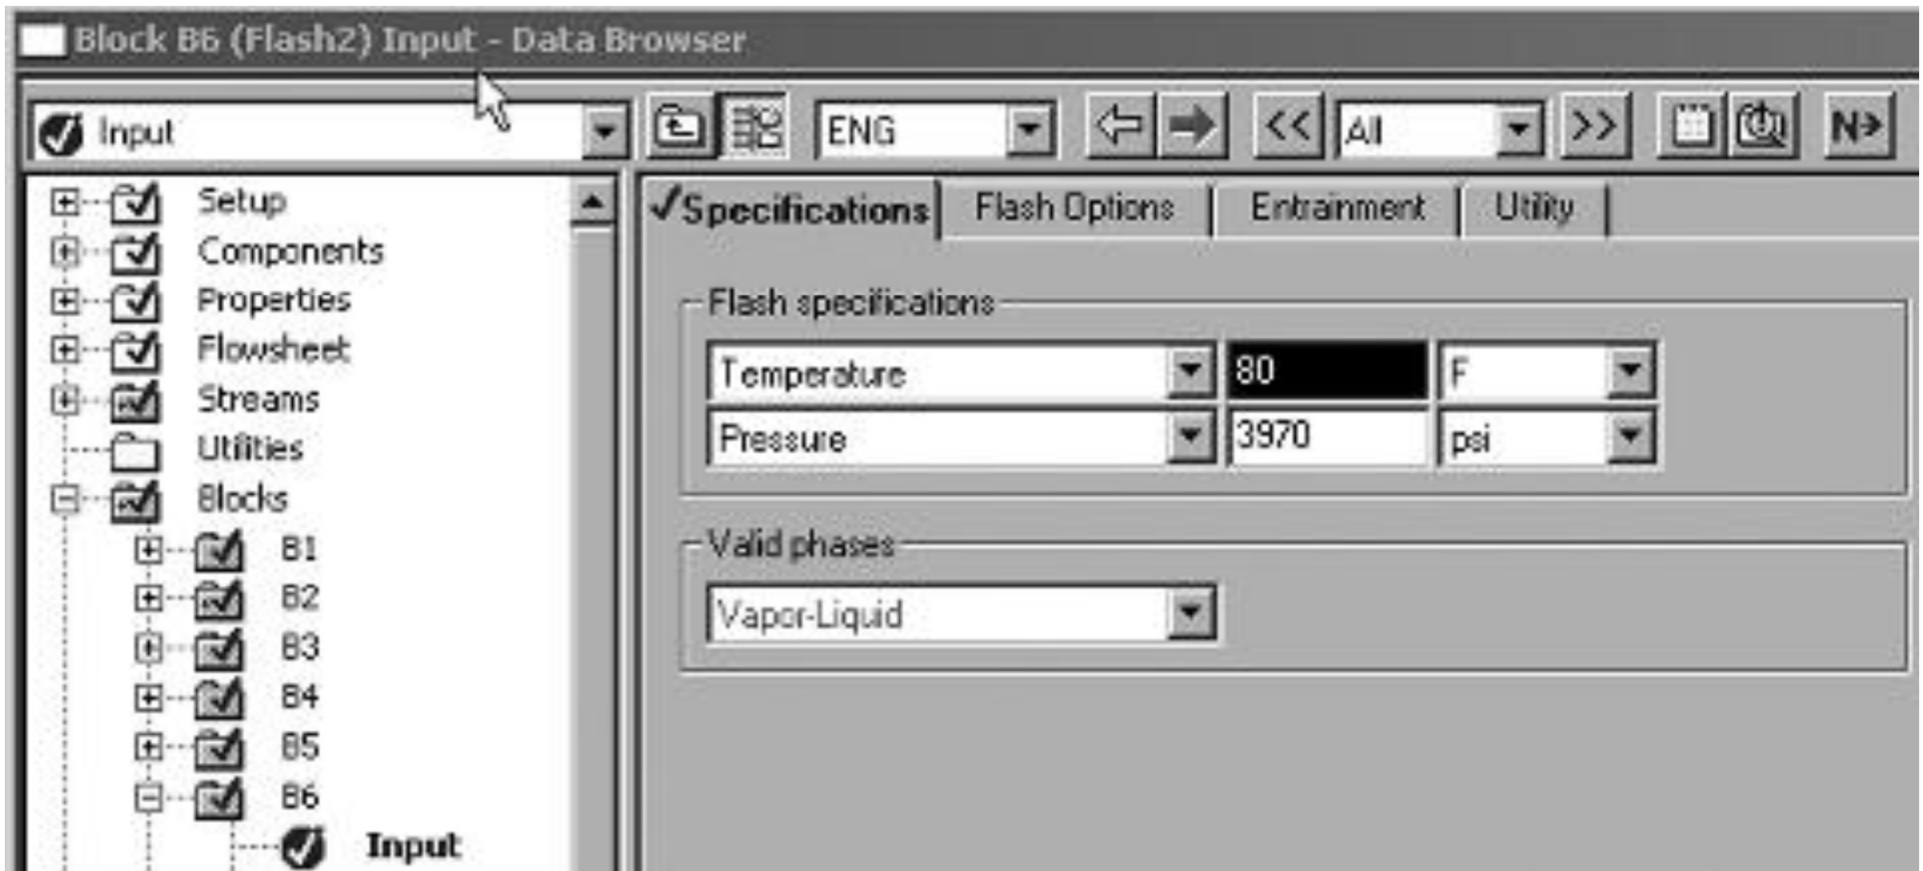 Block B6 (Flash2) Input - Data Browser
Input
ENG
<<
All
>>
N
Setup
Components
Properties
Flowsheet
Streams
Utilities
Blocks
B1
B2
B3
B4
B5
B6
Input
Specifications
Flash Options
Entrainment
Utility
Flash specifications
Temperature 80 F
Pressure 3970 psi
Valid phases
Vapor-Liquid